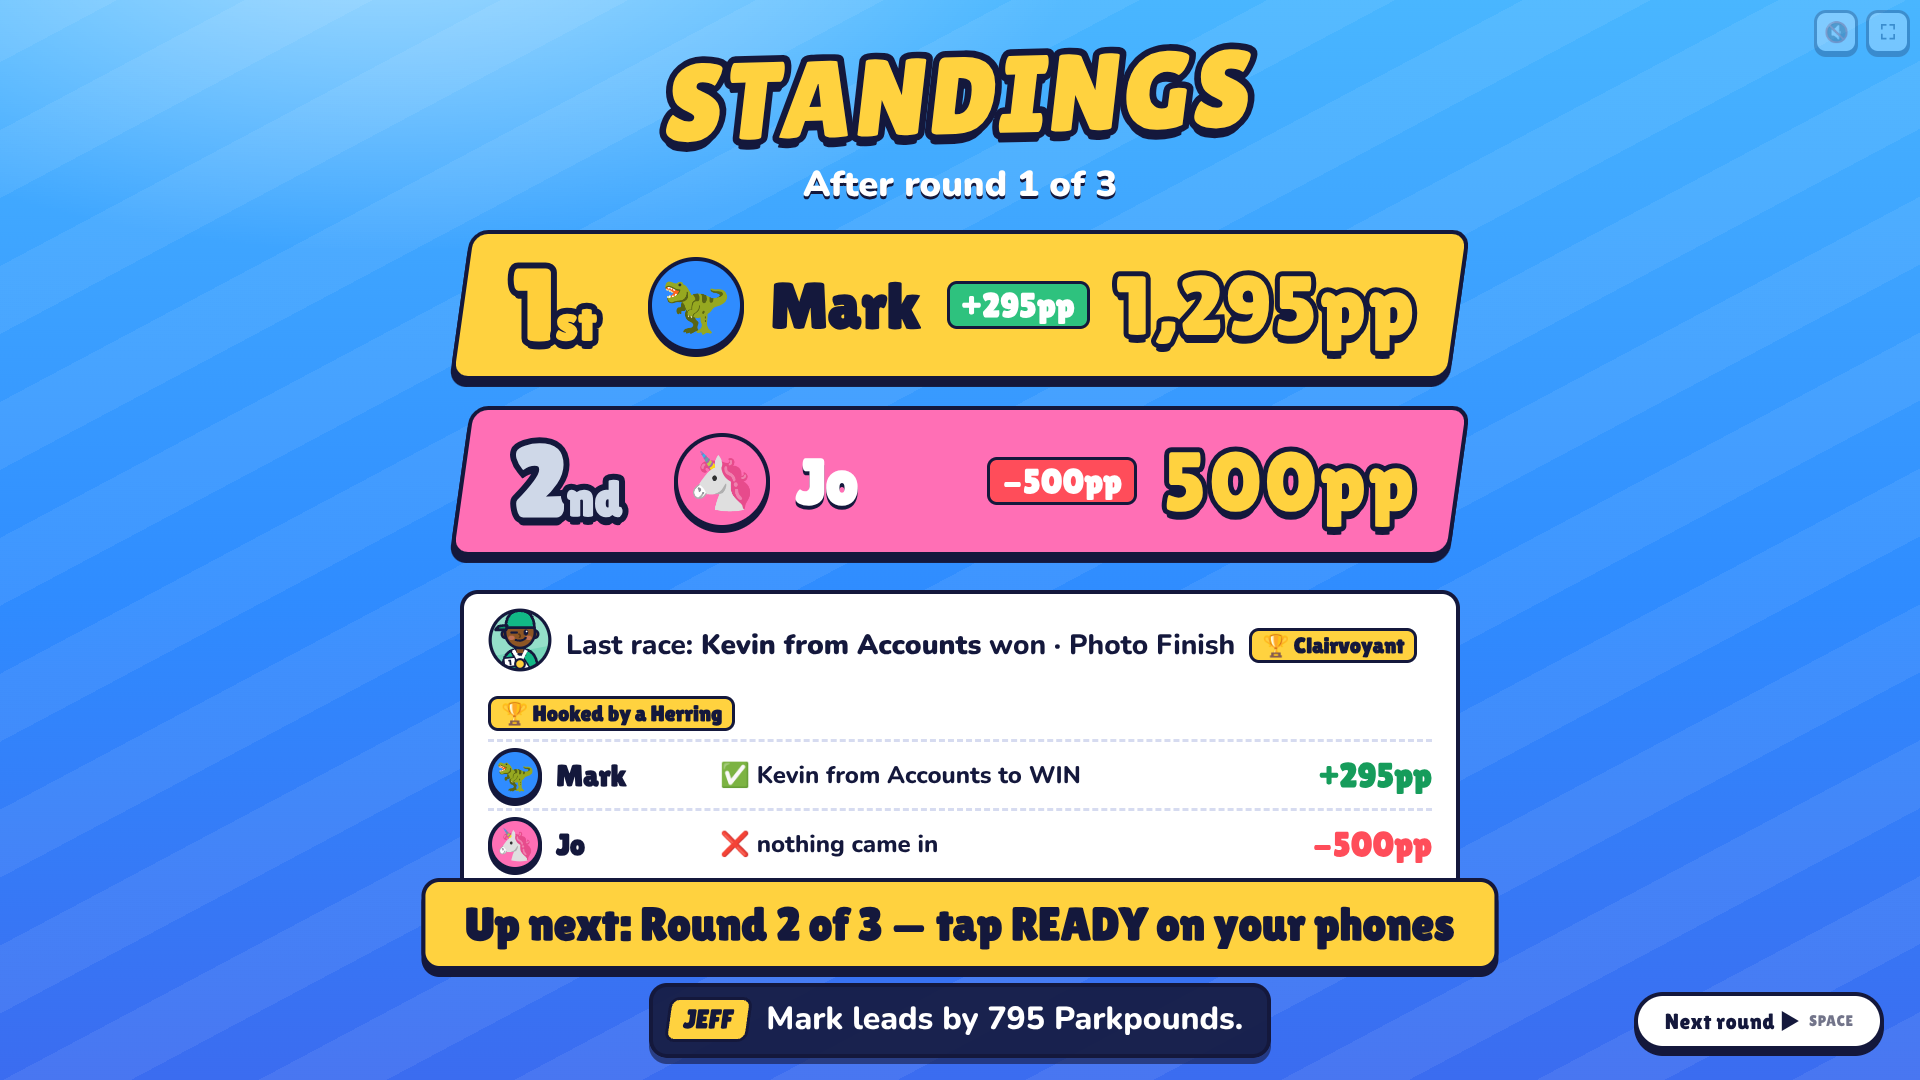 STANDINGS
After round 1 of 3
1st Mark +295pp 1,295pp
2nd Jo −500pp 500pp
Last race: Kevin from Accounts won · Photo Finish 🏆 Clairvoyant
🏆 Hooked by a Herring
Mark ✅ Kevin from Accounts to WIN +295pp
Jo ❌ nothing came in −500pp
Up next: Round 2 of 3 — tap READY on your phones
JEFF Mark leads by 795 Parkpounds.
Next round ▶ SPACE